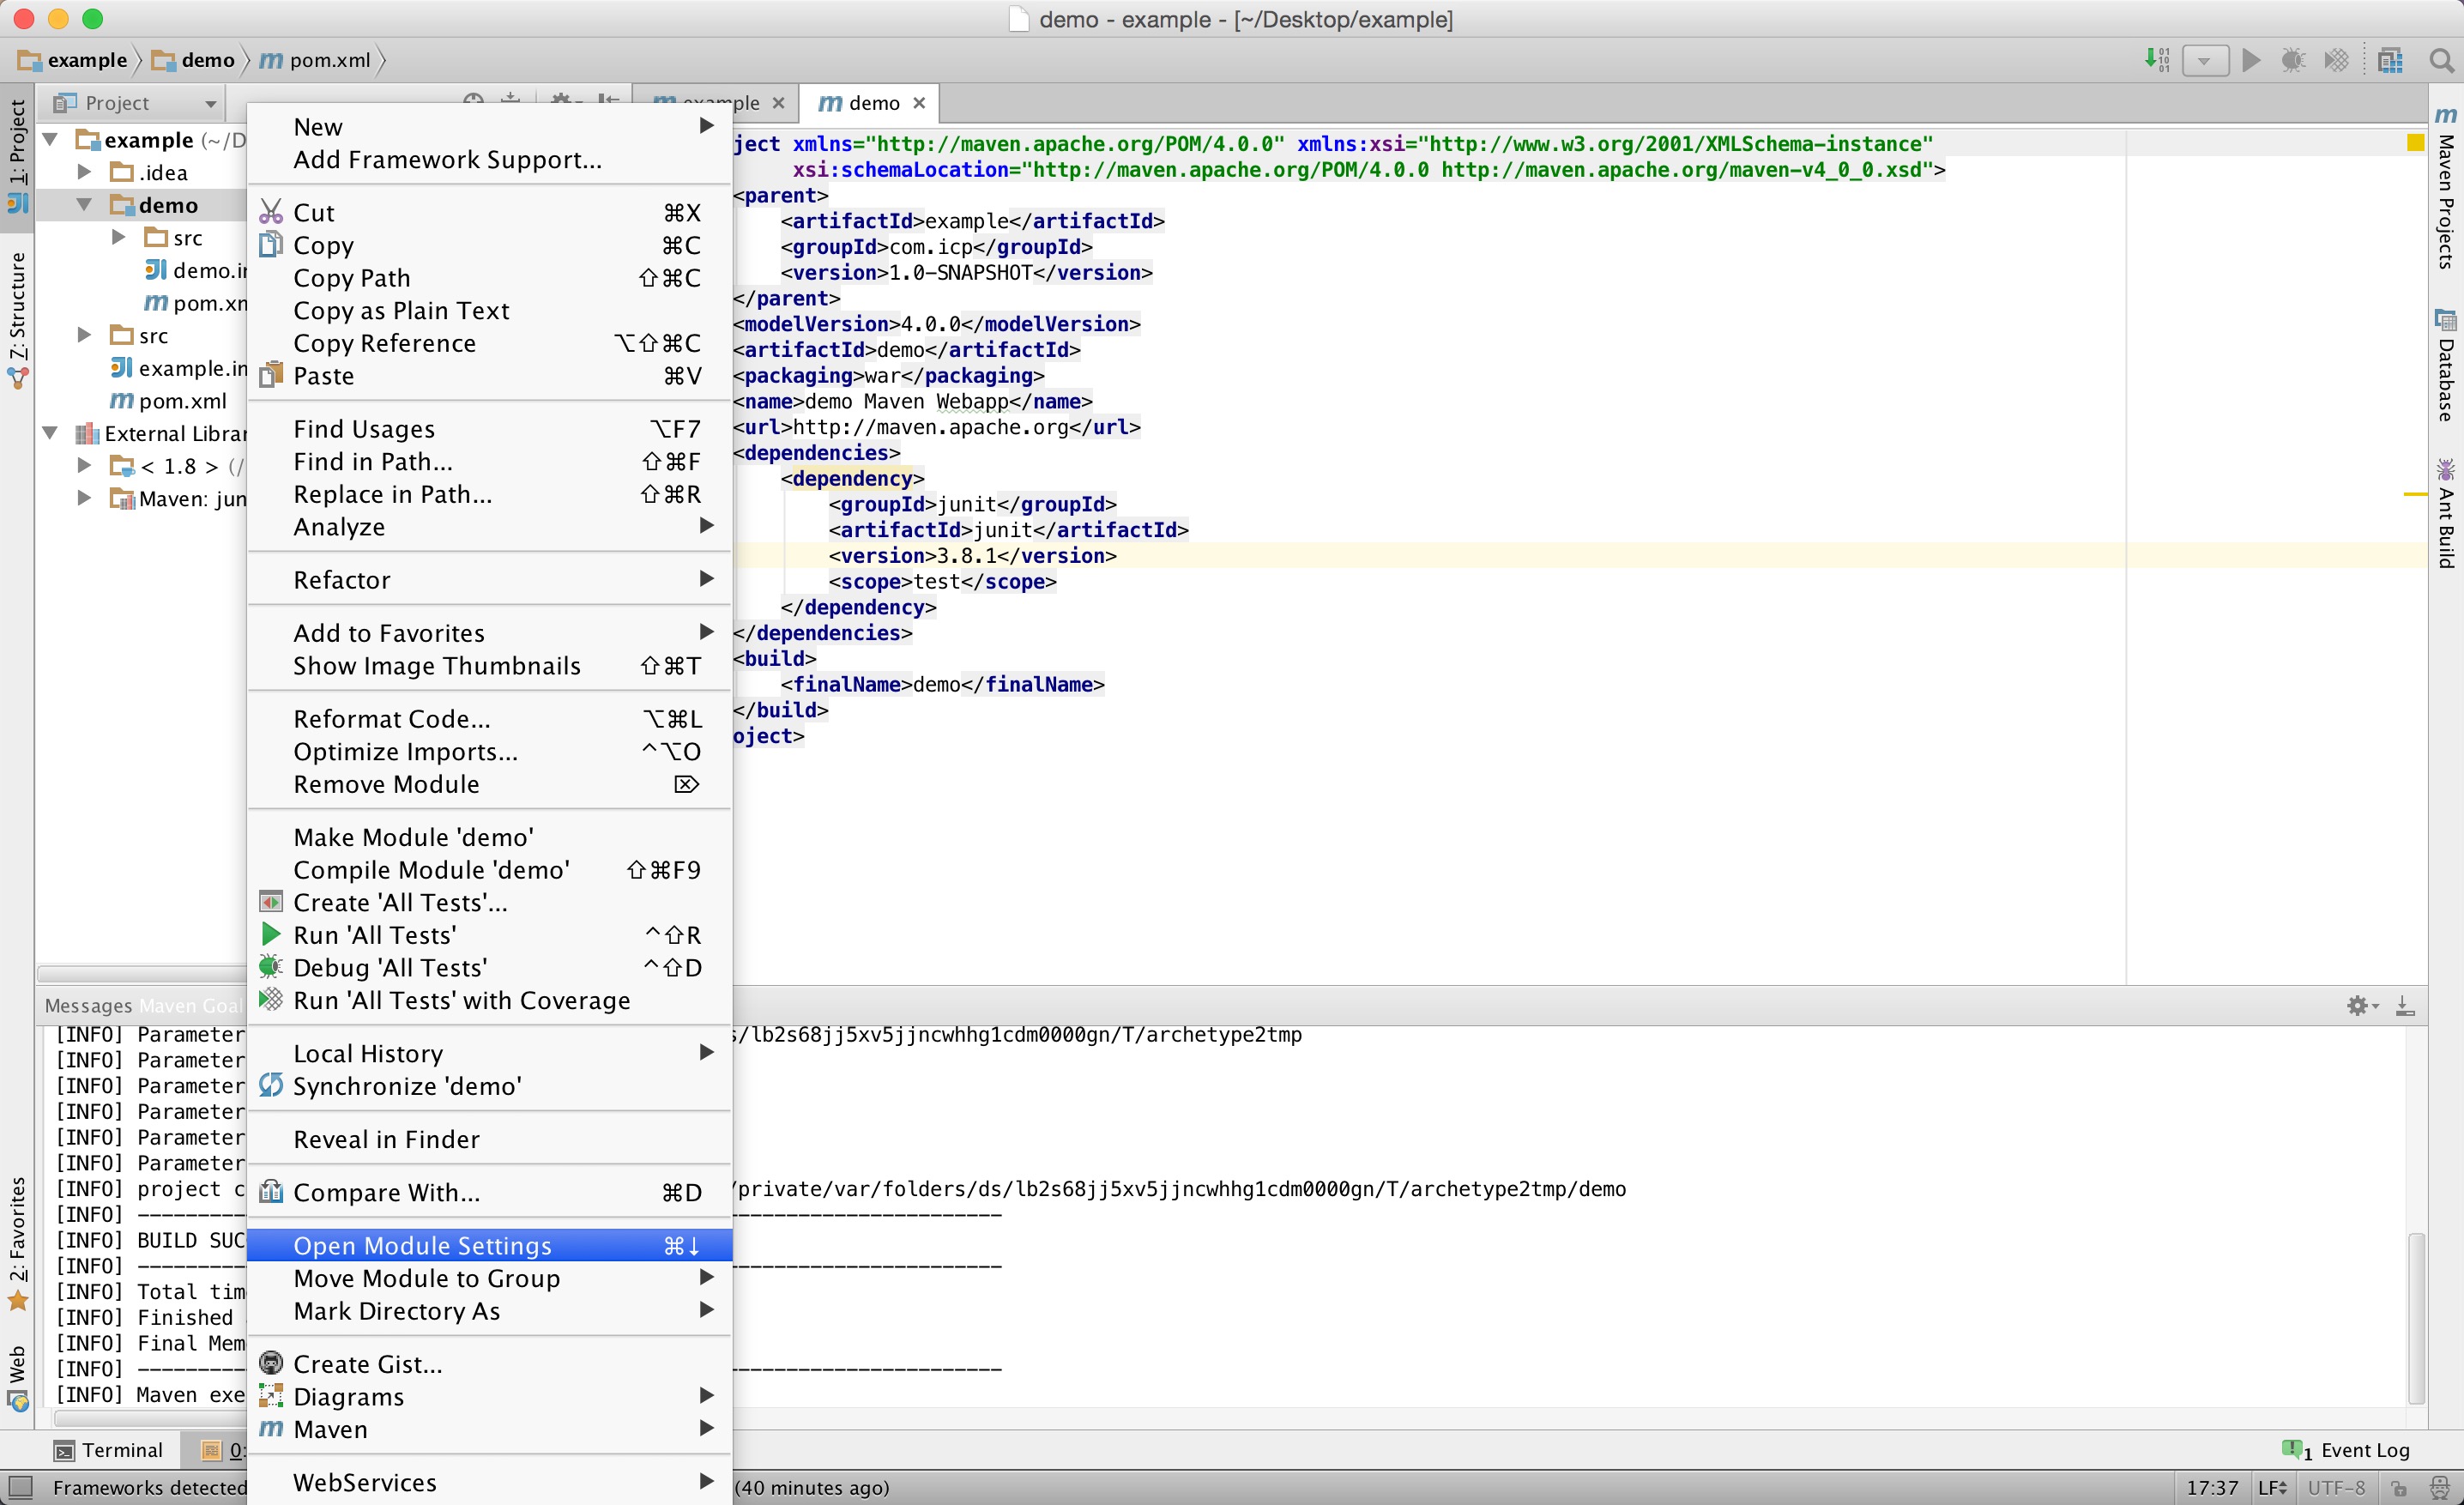 demo - example - [~/Desktop/example]
example demo pom.xml
Project
example demo
1: Project
Z: Structure
2: Favorites
Web
example (~/D
.idea
demo
src
demo.i
pom.x
src
example.i
pom.xml
External Libra
< 1.8 > (/
Maven: jun
New
Add Framework Support...
Cut ⌘X
Copy ⌘C
Copy Path ⇧⌘C
Copy as Plain Text
Copy Reference ⌥⇧⌘C
Paste ⌘V
Find Usages ⌥F7
Find in Path... ⇧⌘F
Replace in Path... ⇧⌘R
Analyze
Refactor
Add to Favorites
Show Image Thumbnails ⇧⌘T
Reformat Code... ⌥⌘L
Optimize Imports... ^⌥O
Remove Module ⌦
Make Module 'demo'
Compile Module 'demo' ⇧⌘F9
Create 'All Tests'...
Run 'All Tests' ^⇧R
Debug 'All Tests' ^⇧D
Run 'All Tests' with Coverage
Local History
Synchronize 'demo'
Reveal in Finder
Compare With... ⌘D
Open Module Settings ⌘↓
Move Module to Group
Mark Directory As
Create Gist...
Diagrams
Maven
WebServices
ject xmlns="http://maven.apache.org/POM/4.0.0" xmlns:xsi="http://www.w3.org/2001/XMLSchema-instance"
xsi:schemaLocation="http://maven.apache.org/POM/4.0.0 http://maven.apache.org/maven-v4_0_0.xsd">
<parent>
<artifactId>example</artifactId>
<groupId>com.icp</groupId>
<version>1.0-SNAPSHOT</version>
</parent>
<modelVersion>4.0.0</modelVersion>
<artifactId>demo</artifactId>
<packaging>war</packaging>
<name>demo Maven Webapp</name>
<url>http://maven.apache.org</url>
<dependencies>
<dependency>
<groupId>junit</groupId>
<artifactId>junit</artifactId>
<version>3.8.1</version>
<scope>test</scope>
</dependency>
</dependencies>
<build>
<finalName>demo</finalName>
</build>
oject>
Maven Projects
Database
Ant Build
Messages Maven Goal
[INFO] Parameter s/lb2s68jj5xv5jjncwhhg1cdm0000gn/T/archetype2tmp
[INFO] Parameter
[INFO] Parameter
[INFO] Parameter
[INFO] Parameter
[INFO] Parameter
[INFO] project c /private/var/folders/ds/lb2s68jj5xv5jjncwhhg1cdm0000gn/T/archetype2tmp/demo
[INFO] ------------------------------------------------------------------------
[INFO] BUILD SUC
[INFO] ------------------------------------------------------------------------
[INFO] Total tim
[INFO] Finished
[INFO] Final Mem
[INFO] ------------------------------------------------------------------------
[INFO] Maven exe
Terminal 0: 1 Event Log
Frameworks detected (40 minutes ago) 17:37 LF UTF-8